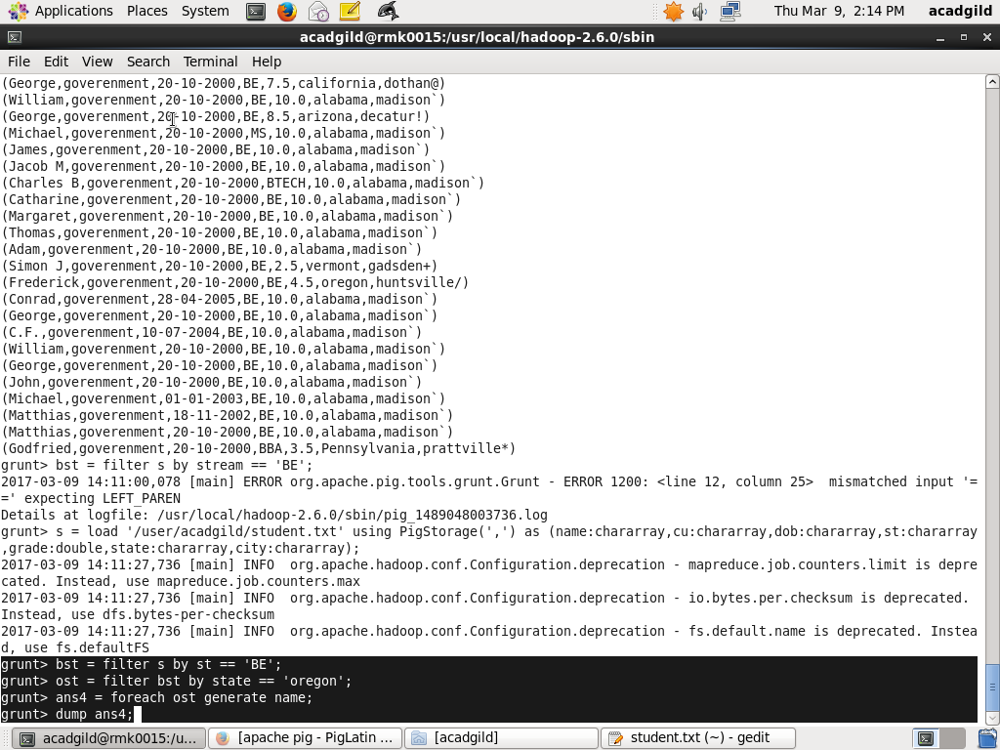 Applications Places System Thu Mar 9, 2:14 PM acadgild
acadgild@rmk0015:/usr/local/hadoop-2.6.0/sbin
File Edit View Search Terminal Help
(George,goverenment,20-10-2000,BE,7.5,california,dothan@)
(William,goverenment,20-10-2000,BE,10.0,alabama,madison`)
(George,goverenment,20-10-2000,BE,8.5,arizona,decatur!)
(Michael,goverenment,20-10-2000,MS,10.0,alabama,madison`)
(James,goverenment,20-10-2000,BE,10.0,alabama,madison`)
(Jacob M,goverenment,20-10-2000,BE,10.0,alabama,madison`)
(Charles B,goverenment,20-10-2000,BTECH,10.0,alabama,madison`)
(Catharine,goverenment,20-10-2000,BE,10.0,alabama,madison`)
(Margaret,goverenment,20-10-2000,BE,10.0,alabama,madison`)
(Thomas,goverenment,20-10-2000,BE,10.0,alabama,madison`)
(Adam,goverenment,20-10-2000,BE,10.0,alabama,madison`)
(Simon J,goverenment,20-10-2000,BE,2.5,vermont,gadsden+)
(Frederick,goverenment,20-10-2000,BE,4.5,oregon,huntsville/)
(Conrad,goverenment,28-04-2005,BE,10.0,alabama,madison`)
(George,goverenment,20-10-2000,BE,10.0,alabama,madison`)
(C.F.,goverenment,10-07-2004,BE,10.0,alabama,madison`)
(William,goverenment,20-10-2000,BE,10.0,alabama,madison`)
(George,goverenment,20-10-2000,BE,10.0,alabama,madison`)
(John,goverenment,20-10-2000,BE,10.0,alabama,madison`)
(Michael,goverenment,01-01-2003,BE,10.0,alabama,madison`)
(Matthias,goverenment,18-11-2002,BE,10.0,alabama,madison`)
(Matthias,goverenment,20-10-2000,BE,10.0,alabama,madison`)
(Godfried,goverenment,20-10-2000,BBA,3.5,Pennsylvania,prattville*)
grunt> bst = filter s by stream == 'BE';
2017-03-09 14:11:00,078 [main] ERROR org.apache.pig.tools.grunt.Grunt - ERROR 1200: <line 12, column 25>  mismatched input '=
=' expecting LEFT_PAREN
Details at logfile: /usr/local/hadoop-2.6.0/sbin/pig_1489048003736.log
grunt> s = load '/user/acadgild/student.txt' using PigStorage(',') as (name:chararray,cu:chararray,dob:chararray,st:chararray
,grade:double,state:chararray,city:chararray);
2017-03-09 14:11:27,736 [main] INFO  org.apache.hadoop.conf.Configuration.deprecation - mapreduce.job.counters.limit is depre
cated. Instead, use mapreduce.job.counters.max
2017-03-09 14:11:27,736 [main] INFO  org.apache.hadoop.conf.Configuration.deprecation - io.bytes.per.checksum is deprecated.
Instead, use dfs.bytes-per-checksum
2017-03-09 14:11:27,736 [main] INFO  org.apache.hadoop.conf.Configuration.deprecation - fs.default.name is deprecated. Instea
d, use fs.defaultFS
grunt> bst = filter s by st == 'BE';
grunt> ost = filter bst by state == 'oregon';
grunt> ans4 = foreach ost generate name;
grunt> dump ans4;
acadgild@rmk0015:/u... [apache pig - PigLatin ... [acadgild] student.txt (~) - gedit